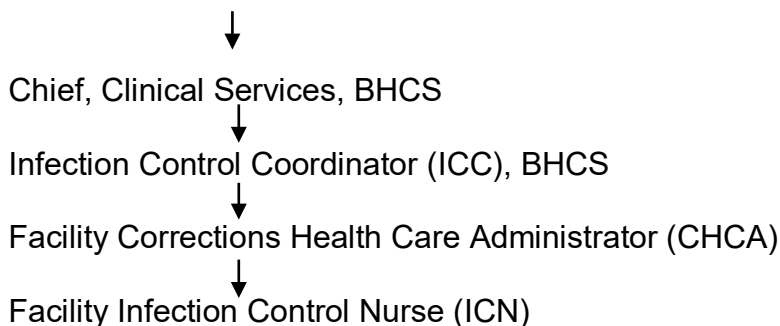 Chief, Clinical Services, BHCS
Infection Control Coordinator (ICC), BHCS
Facility Corrections Health Care Administrator (CHCA)
Facility Infection Control Nurse (ICN)